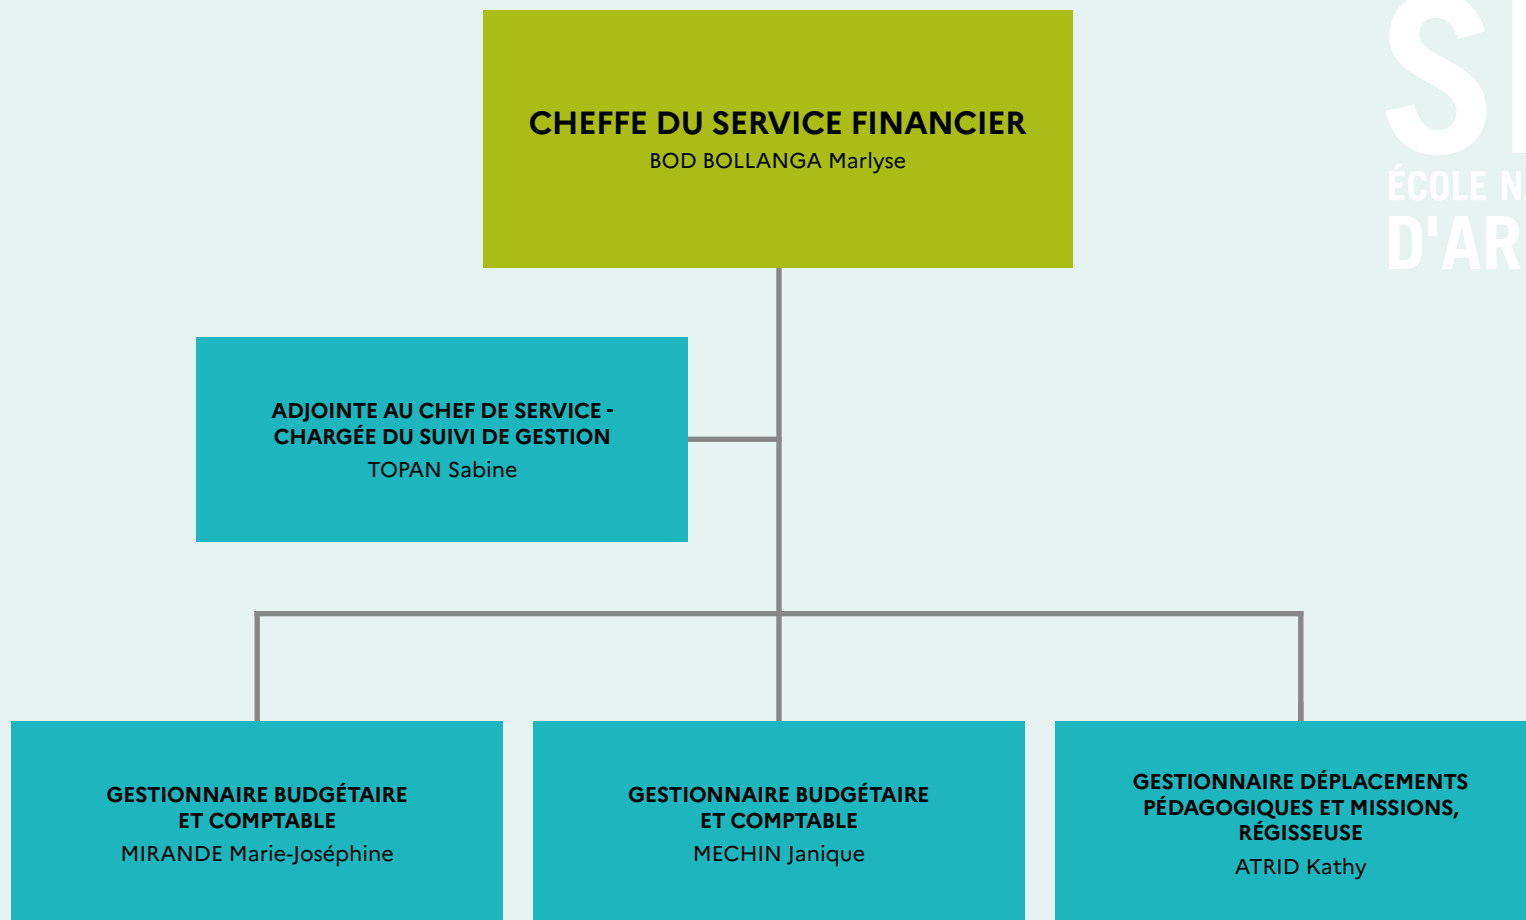 CHEFFE DU SERVICE FINANCIER
BOD BOLLANGA Marlyse
ÉCOLE
D'AR
ADJOINTE AU CHEF DE SERVICE -
CHARGÉE DU SUIVI DE GESTION
TOPAN Sabine
GESTIONNAIRE BUDGÉTAIRE
ET COMPTABLE
MIRANDE Marie-Joséphine
GESTIONNAIRE BUDGÉTAIRE
ET COMPTABLE
MECHIN Janique
GESTIONNAIRE DÉPLACEMENTS
PÉDAGOGIQUES ET MISSIONS,
RÉGISSEUSE
ATRID Kathy